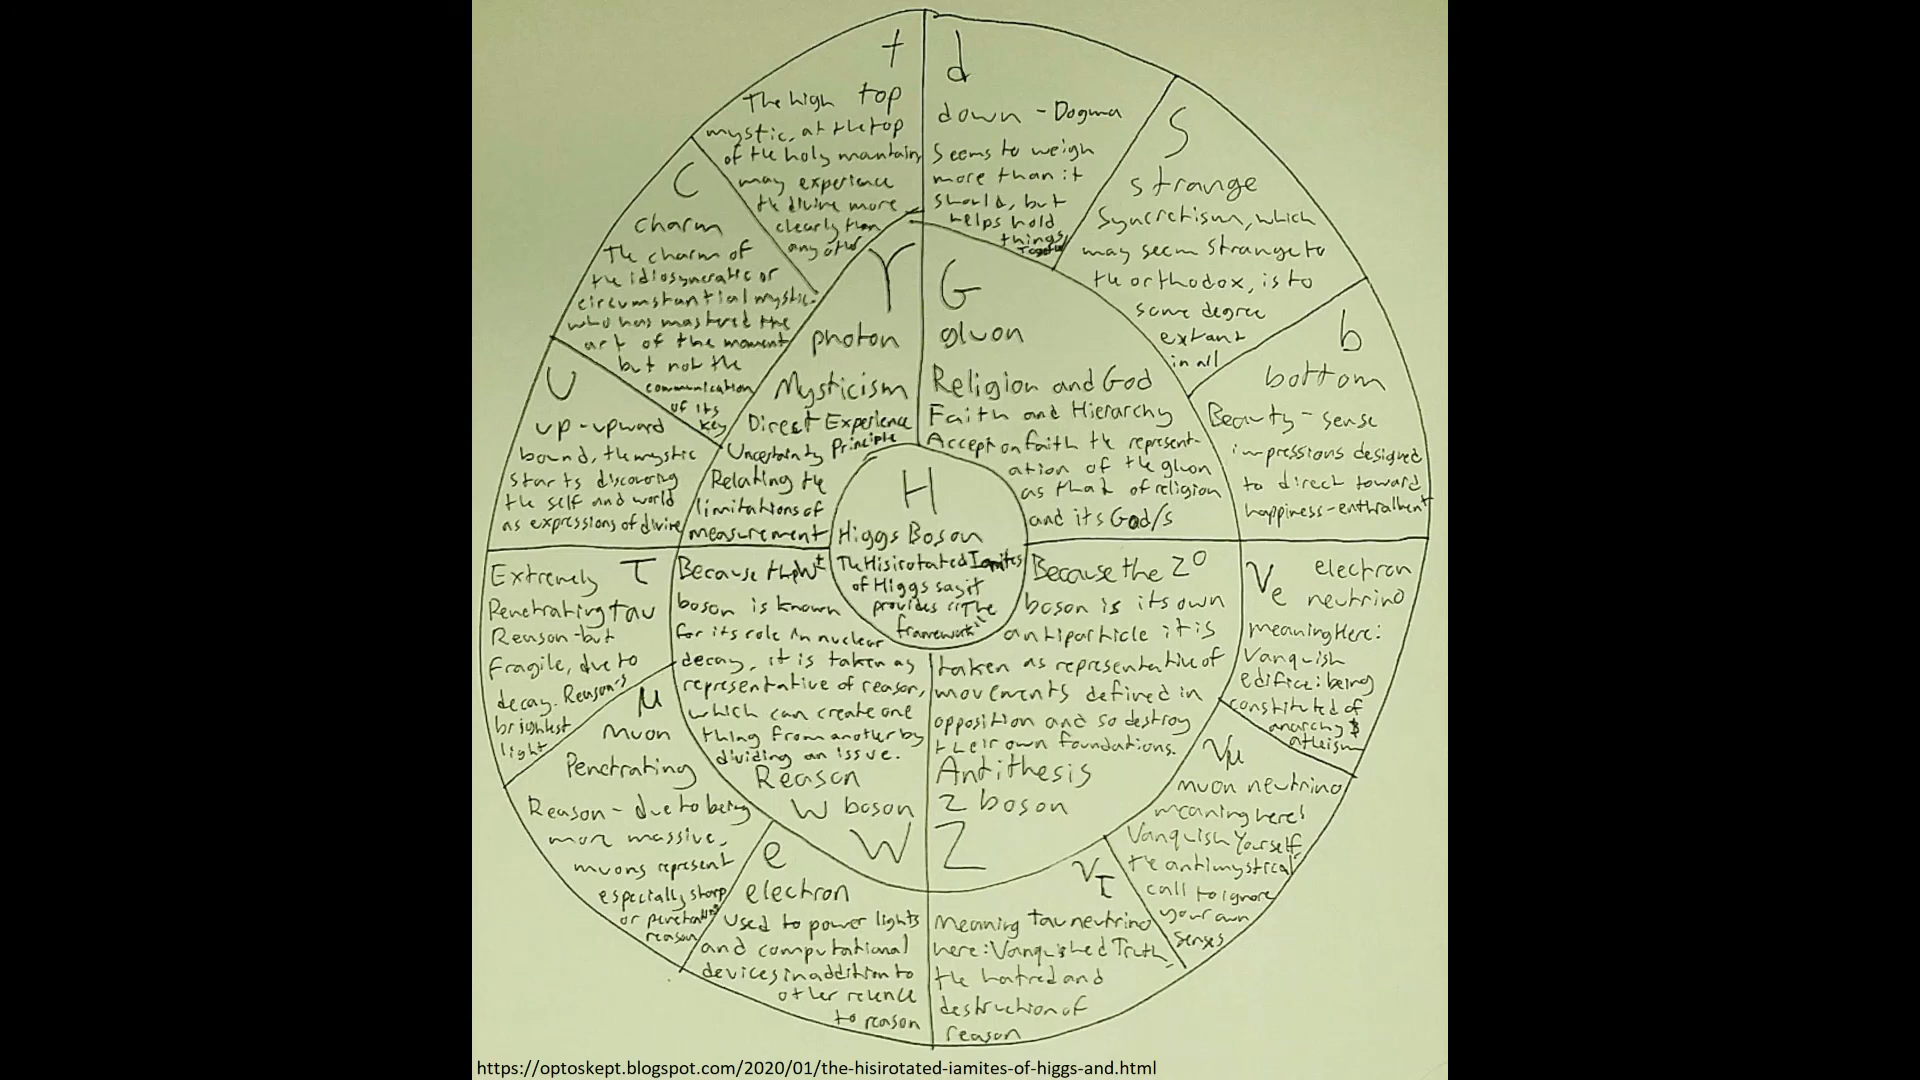 t
The high top
mystic, at the top
of the holy mountain,
may experience
the divine more
clearly than
any other
d
down - Dogma
Seems to weigh
more than it
should, but
helps hold
things
together
S
strange
Syncretism, which
may seem strange to
the orthodox, is to
some degree
extant
in all
b
bottom
Beauty - sense
impressions designed
to direct toward
happiness - enthrallment
C
charm
The charm of
the idiosyncratic or
circumstantial mystic.
who has mastered the
art of the moment
but not the
communication
of its
key
U
up - upward
bound, the mystic
starts discovering
the self and world
as expressions of divine
γ
photon
Mysticism
Direct Experience
Uncertainty Principle
Relating the
limitations of
measurement
G
gluon
Religion and God
Faith and Hierarchy
Accept on faith the represent-
ation of the gluon
as that of religion
and its God/s
H
Higgs Boson
The Hisirotated Iamites
of Higgs say it
provides "The
framework"
Extremely τ
Penetrating tau
Reason - but
fragile, due to
decay. Reason's
brightest
light
μ
muon
Penetrating
Reason - due to being
more massive,
muons represent
especially sharp
or penetrating
reason
e
electron
Used to power lights
and computational
devices in addition to
other relence
to reason
Because the W±
boson is known
for its role in nuclear
decay, it is taken as
representative of reason,
which can create one
thing from another by
dividing an issue.
Reason
W boson
W
Because the Z0
boson is its own
antiparticle it is
taken as representative of
movements defined in
opposition and so destroy
their own foundations.
Antithesis
Z boson
Z
νe electron
neutrino
meaning Here:
Vanquish
edifice: being
constituted of
anarchy &
atheism
νμ
muon neutrino
meaning here:
Vanquish Yourself,
the antimystical
call to ignore
your own
senses
ντ
Meaning tau neutrino
here: Vanquished Truth,
the hatred and
destruction of
reason
https://optoskept.blogspot.com/2020/01/the-hisirotated-iamites-of-higgs-and.html